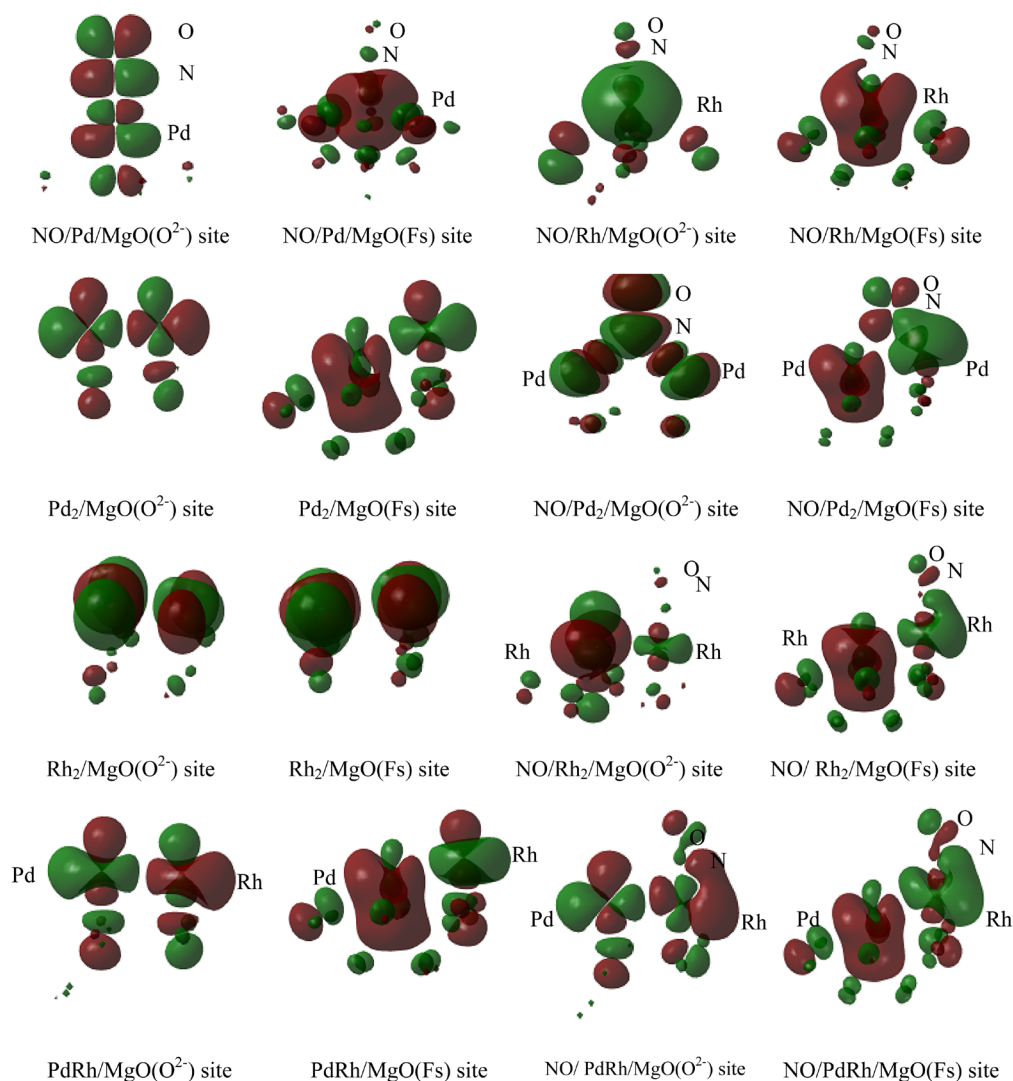 O O O O
N N N N
Pd Pd Rh Rh
NO/Pd/MgO(O²⁻) site NO/Pd/MgO(Fs) site NO/Rh/MgO(O²⁻) site NO/Rh/MgO(Fs) site
O O
N N
Pd Pd Pd Pd
Pd₂/MgO(O²⁻) site Pd₂/MgO(Fs) site NO/Pd₂/MgO(O²⁻) site NO/Pd₂/MgO(Fs) site
O O
N N
Rh Rh Rh Rh
Rh₂/MgO(O²⁻) site Rh₂/MgO(Fs) site NO/Rh₂/MgO(O²⁻) site NO/ Rh₂/MgO(Fs) site
O O
N N
Pd Rh Pd Rh Pd Rh Pd Rh
PdRh/MgO(O²⁻) site PdRh/MgO(Fs) site NO/ PdRh/MgO(O²⁻) site NO/PdRh/MgO(Fs) site